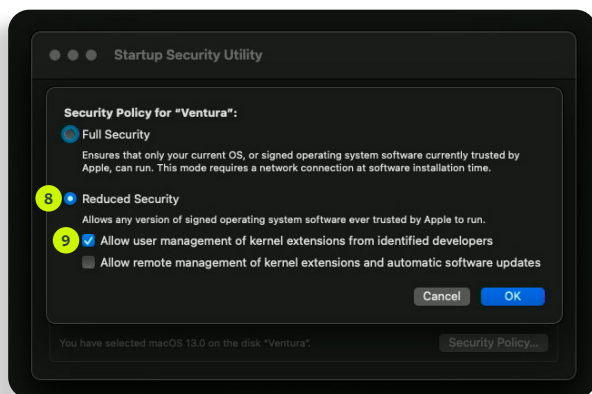 Startup Security Utility
Security Policy for “Ventura”:
Full Security
Ensures that only your current OS, or signed operating system software currently trusted by
Apple, can run. This mode requires a network connection at software installation time.
8 Reduced Security
Allows any version of signed operating system software ever trusted by Apple to run.
9 Allow user management of kernel extensions from identified developers
Allow remote management of kernel extensions and automatic software updates
Cancel OK
You have selected macOS 13.0 on the disk “Ventura”. Security Policy...